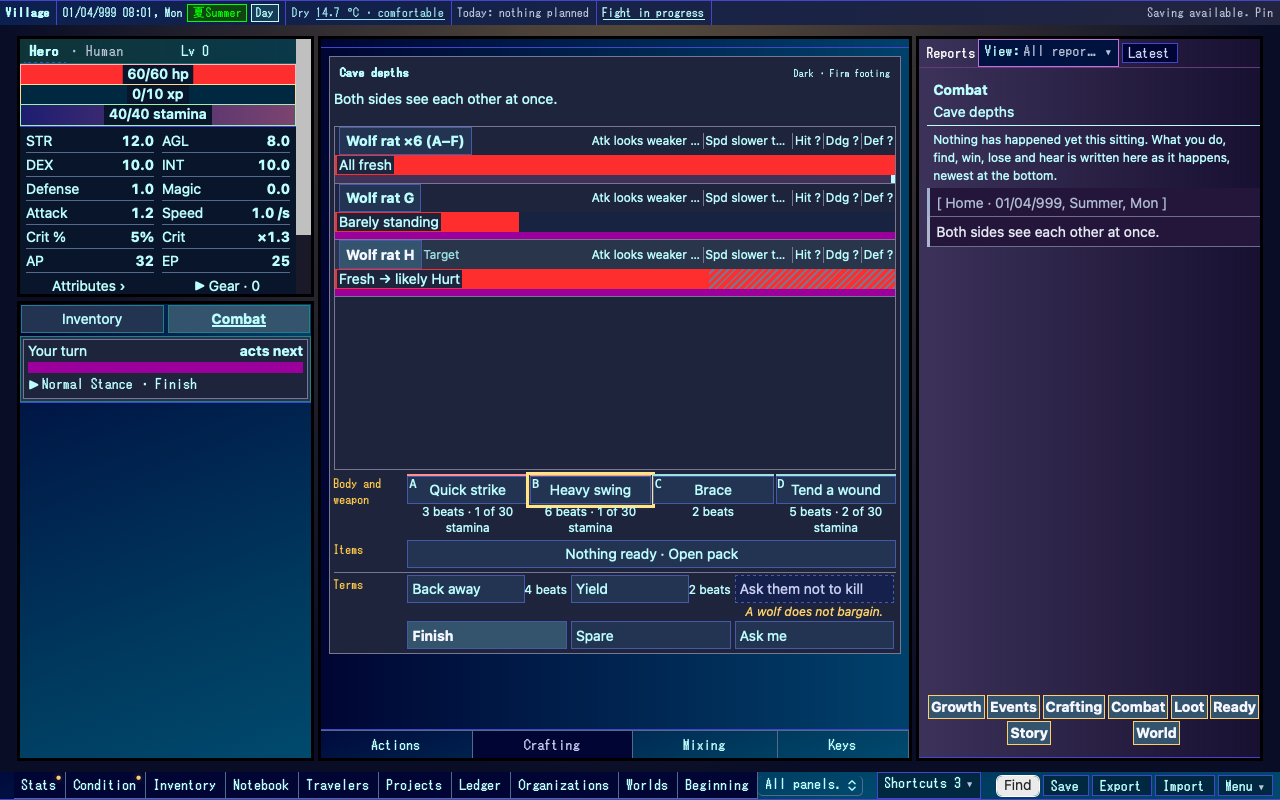 Village 01/04/999 08:01, Mon 夏Summer Day Dry 14.7 °C · comfortable Today: nothing planned Fight in progress Saving available. Pin
Hero · Human Lv 0
60/60 hp
0/10 xp
40/40 stamina
STR 12.0 AGL 8.0
DEX 10.0 INT 10.0
Defense 1.0 Magic 0.0
Attack 1.2 Speed 1.0 /s
Crit % 5% Crit ×1.3
AP 32 EP 25
Attributes › ▶ Gear · 0
Inventory Combat
Your turn acts next
▶Normal Stance · Finish
Cave depths Dark · Firm footing
Both sides see each other at once.
Wolf rat ×6 (A–F) Atk looks weaker ... Spd slower t... Hit ? Ddg ? Def ?
All fresh
Wolf rat G Atk looks weaker ... Spd slower t... Hit ? Ddg ? Def ?
Barely standing
Wolf rat H Target Atk looks weaker ... Spd slower t... Hit ? Ddg ? Def ?
Fresh → likely Hurt
Body and weapon
A Quick strike
3 beats · 1 of 30 stamina
B Heavy swing
6 beats · 1 of 30 stamina
C Brace
2 beats
D Tend a wound
5 beats · 2 of 30 stamina
Items Nothing ready · Open pack
Terms Back away 4 beats Yield 2 beats Ask them not to kill
A wolf does not bargain.
Finish Spare Ask me
Actions Crafting Mixing Keys
Reports View: All repor... ▾ Latest
Combat
Cave depths
Nothing has happened yet this sitting. What you do,
find, win, lose and hear is written here as it happens,
newest at the bottom.
[ Home · 01/04/999, Summer, Mon ]
Both sides see each other at once.
Growth Events Crafting Combat Loot Ready
Story World
Stats Condition Inventory Notebook Travelers Projects Ledger Organizations Worlds Beginning All panels. Shortcuts 3 ▾ Find Save Export Import Menu ▾